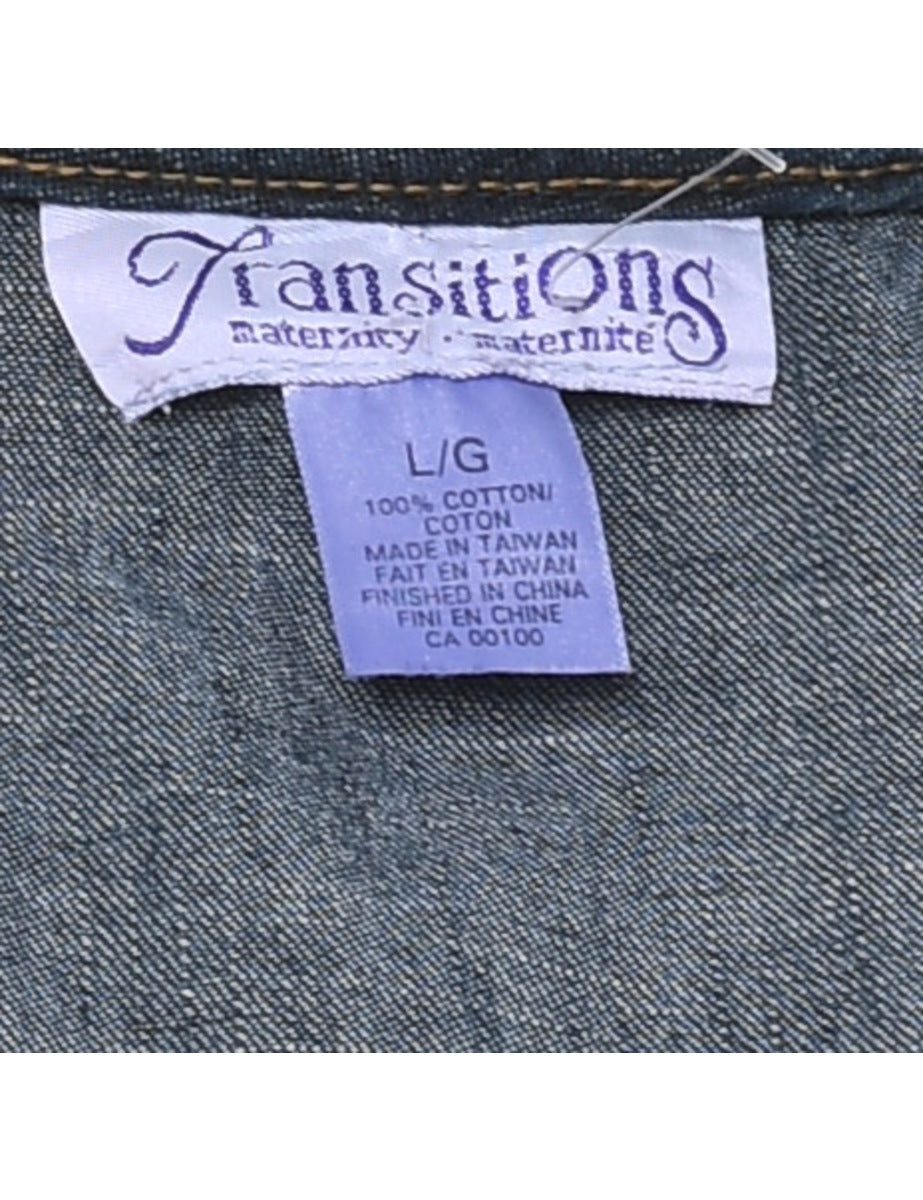 Transitions
maternity · maternité
L/G
100% COTTON/
COTON
MADE IN TAIWAN
FAIT EN TAIWAN
FINISHED IN CHINA
FINI EN CHINE
CA 00100